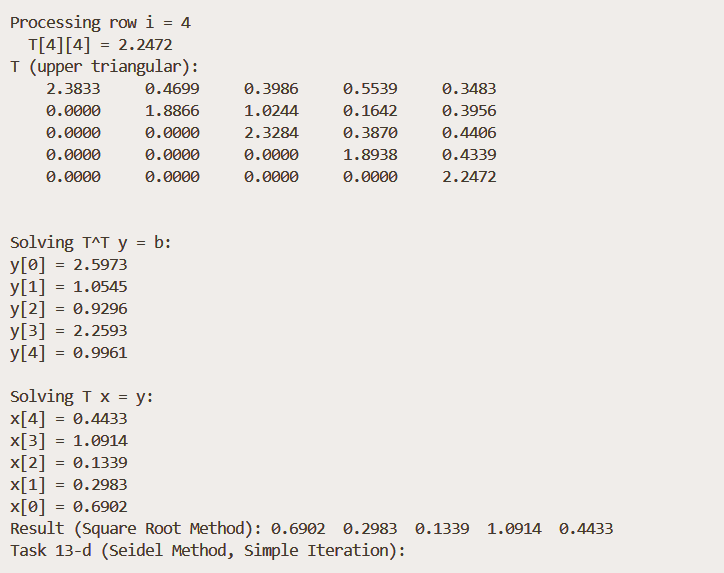 Processing row i = 4
T[4][4] = 2.2472
T (upper triangular):
2.3833 0.4699 0.3986 0.5539 0.3483
0.0000 1.8866 1.0244 0.1642 0.3956
0.0000 0.0000 2.3284 0.3870 0.4406
0.0000 0.0000 0.0000 1.8938 0.4339
0.0000 0.0000 0.0000 0.0000 2.2472
Solving T^T y = b:
y[0] = 2.5973
y[1] = 1.0545
y[2] = 0.9296
y[3] = 2.2593
y[4] = 0.9961
Solving T x = y:
x[4] = 0.4433
x[3] = 1.0914
x[2] = 0.1339
x[1] = 0.2983
x[0] = 0.6902
Result (Square Root Method): 0.6902 0.2983 0.1339 1.0914 0.4433
Task 13-d (Seidel Method, Simple Iteration):